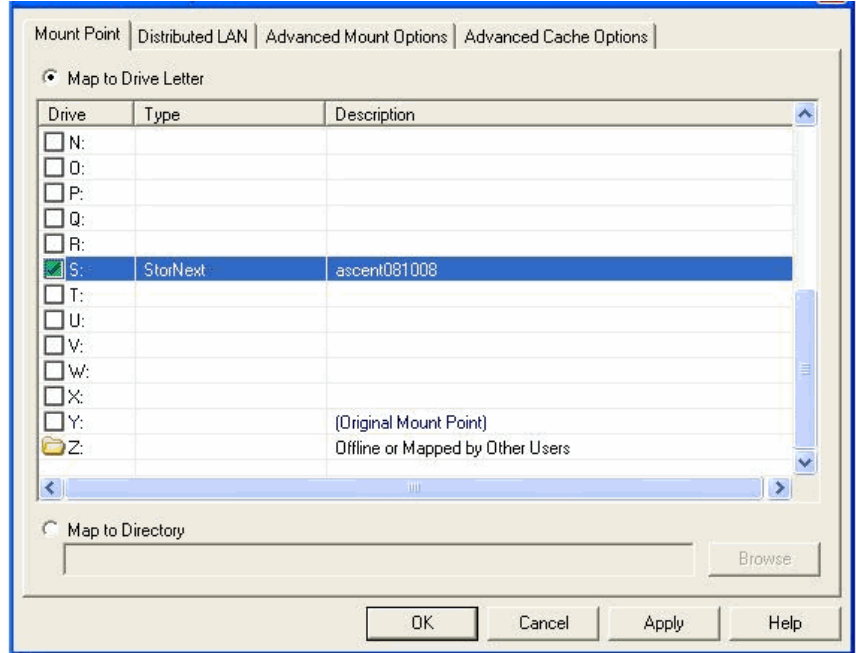 Mount Point Distributed LAN Advanced Mount Options Advanced Cache Options
Map to Drive Letter
Drive Type Description
N:
O:
P:
Q:
R:
S: StorNext ascent081008
T:
U:
V:
W:
X:
Y: (Original Mount Point)
Z: Offline or Mapped by Other Users
Map to Directory
Browse
OK Cancel Apply Help